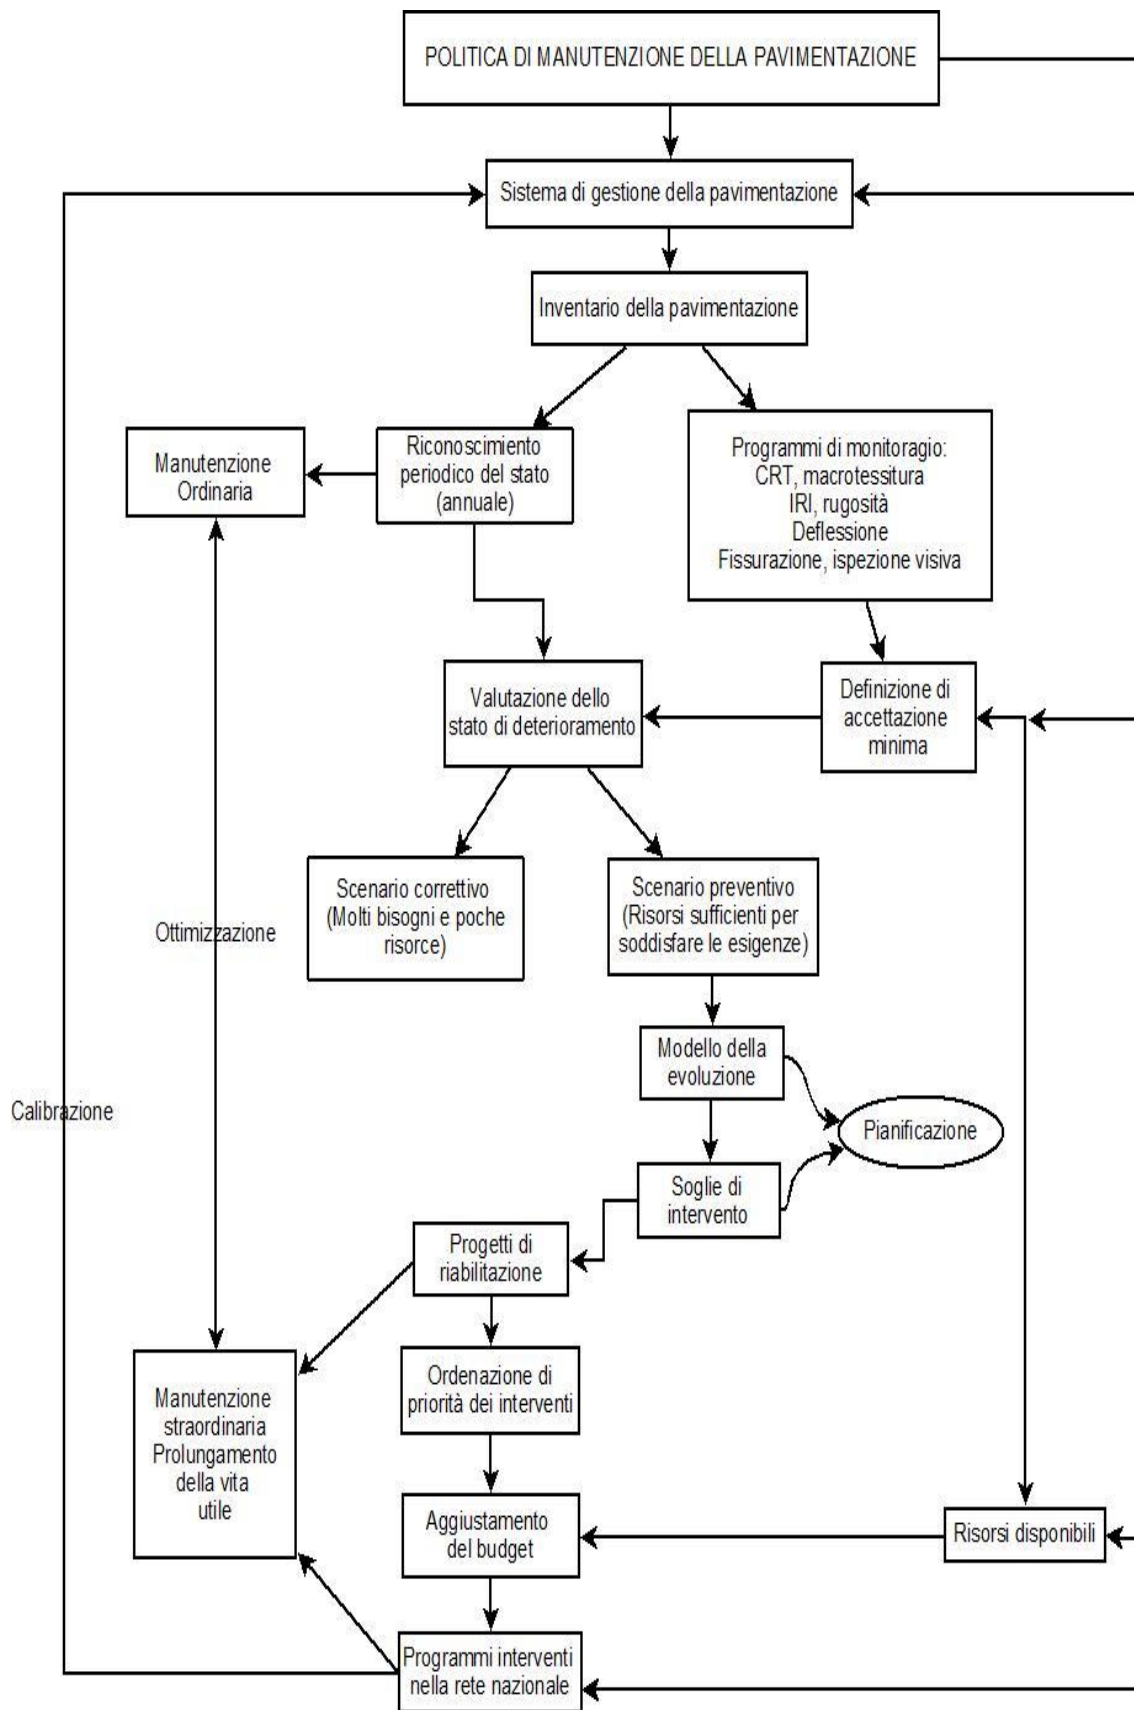 POLITICA DI MANUTENZIONE DELLA PAVIMENTAZIONE
Sistema di gestione della pavimentazione
Inventario della pavimentazione
Riconoscimiento
periodico del stato
(annuale)
Manutenzione
Ordinaria
Programmi di monitoragio:
CRT, macrotessitura
IRI, rugosità
Deflessione
Fissurazione, ispezione visiva
Valutazione dello
stato di deterioramento
Definizione di
accettazione
minima
Scenario correttivo
(Molti bisogni e poche
risorce)
Scenario preventivo
(Risorsi sufficienti per
soddisfare le esigenze)
Ottimizzazione
Modello della
evoluzione
Calibrazione
Pianificazione
Soglie di
intervento
Progetti di
riabilitazione
Ordenazione di
priorità dei interventi
Manutenzione
straordinaria
Prolungamento
della vita
utile
Aggiustamento
del budget
Risorsi disponibili
Programmi interventi
nella rete nazionale